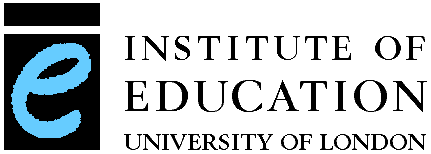 e
INSTITUTE OF
EDUCATION
UNIVERSITY OF LONDON